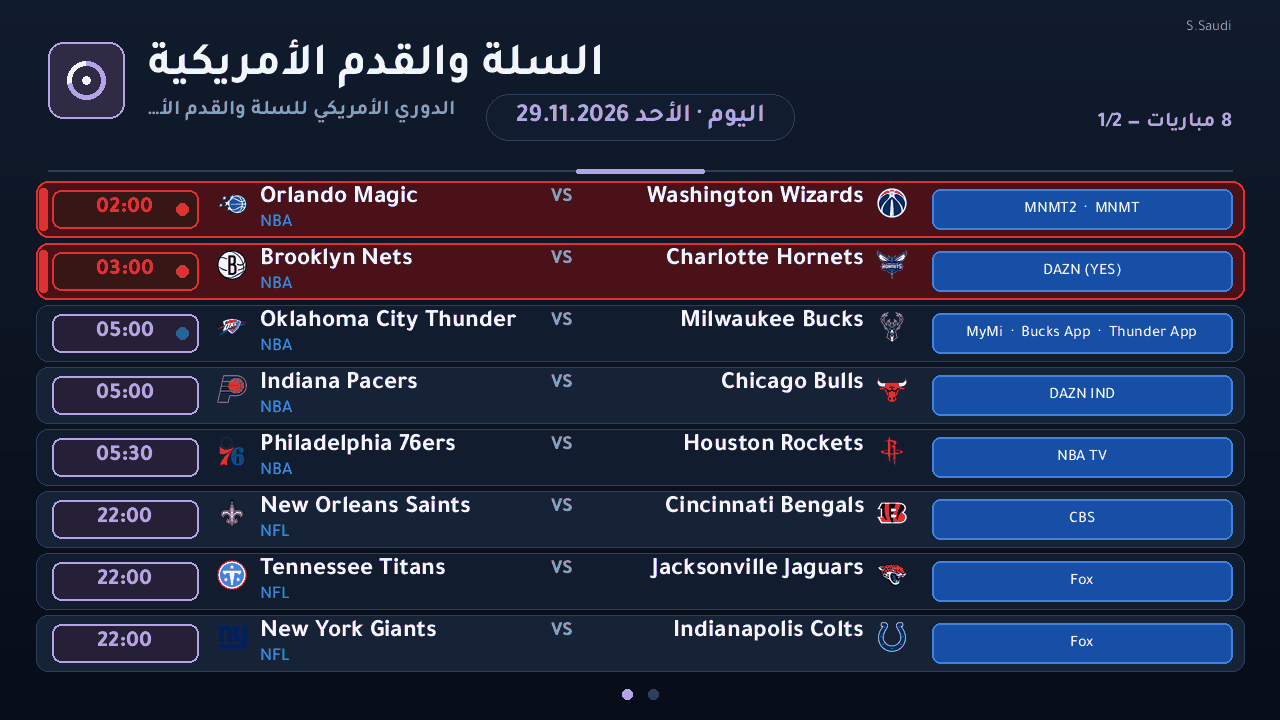 S.Saudi
السلة والقدم الأمريكية
الدوري الأمريكي للسلة والقدم الأ...
اليوم · الأحد 29.11.2026
8 مباريات – 1/2
02:00 Orlando Magic VS Washington Wizards MNMT2 · MNMT
NBA
03:00 Brooklyn Nets VS Charlotte Hornets DAZN (YES)
NBA
05:00 Oklahoma City Thunder VS Milwaukee Bucks MyMi · Bucks App · Thunder App
NBA
05:00 Indiana Pacers VS Chicago Bulls DAZN IND
NBA
05:30 Philadelphia 76ers VS Houston Rockets NBA TV
NBA
22:00 New Orleans Saints VS Cincinnati Bengals CBS
NFL
22:00 Tennessee Titans VS Jacksonville Jaguars Fox
NFL
22:00 New York Giants VS Indianapolis Colts Fox
NFL